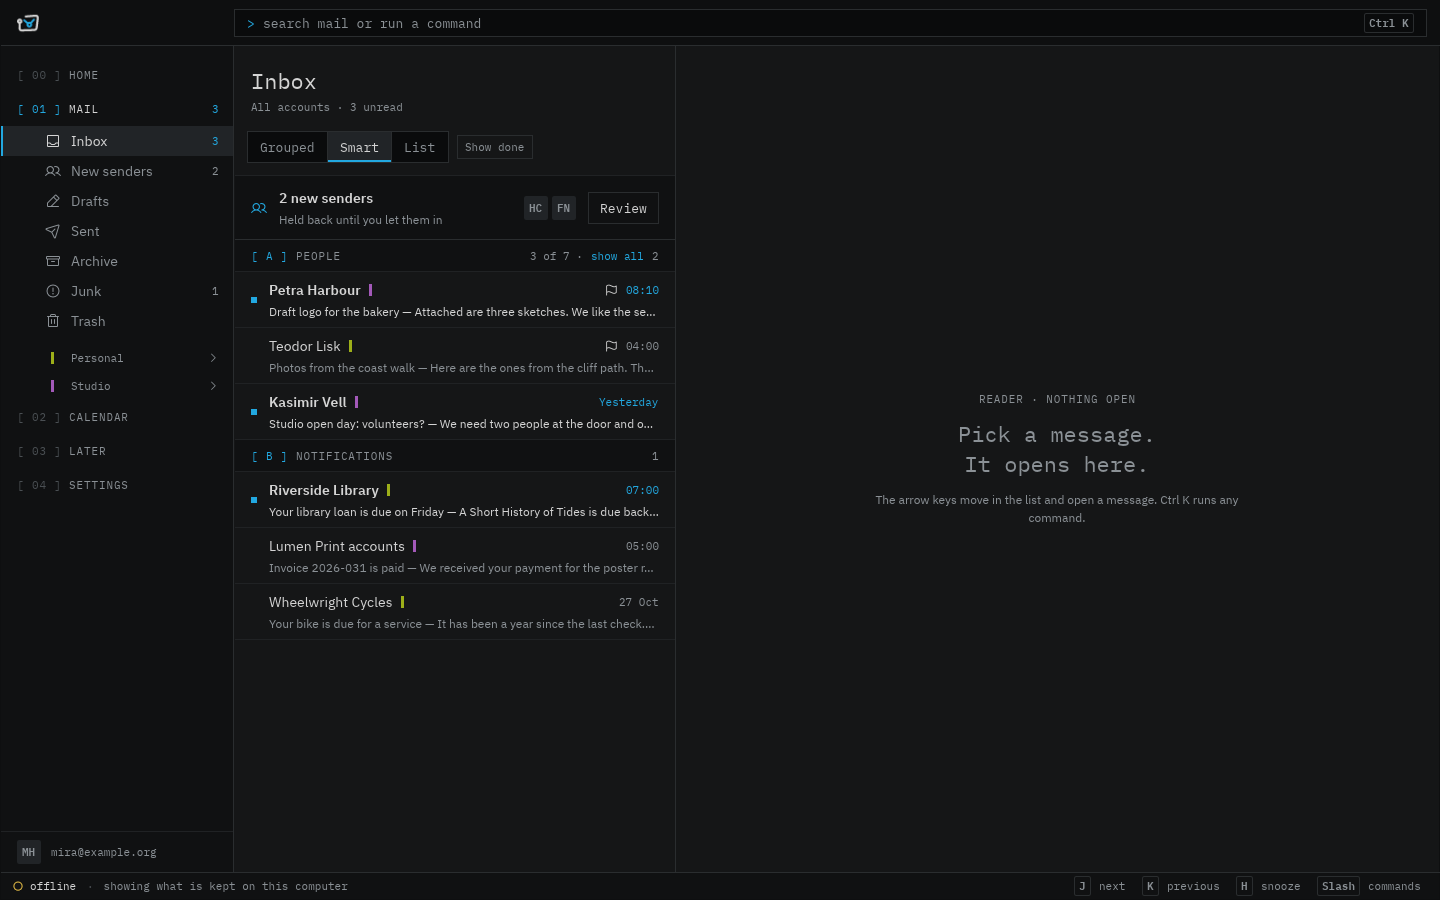 > search mail or run a command
Ctrl K
[ 00 ] HOME
[ 01 ] MAIL 3
Inbox 3
New senders 2
Drafts
Sent
Archive
Junk 1
Trash
Personal
Studio
[ 02 ] CALENDAR
[ 03 ] LATER
[ 04 ] SETTINGS
MH mira@example.org
Inbox
All accounts · 3 unread
Grouped Smart List Show done
2 new senders
Held back until you let them in
HC FN Review
[ A ] PEOPLE 3 of 7 · show all 2
Petra Harbour 08:10
Draft logo for the bakery — Attached are three sketches. We like the se…
Teodor Lisk 04:00
Photos from the coast walk — Here are the ones from the cliff path. Th…
Kasimir Vell Yesterday
Studio open day: volunteers? — We need two people at the door and o…
[ B ] NOTIFICATIONS 1
Riverside Library 07:00
Your library loan is due on Friday — A Short History of Tides is due back…
Lumen Print accounts 05:00
Invoice 2026-031 is paid — We received your payment for the poster r…
Wheelwright Cycles 27 Oct
Your bike is due for a service — It has been a year since the last check.…
READER · NOTHING OPEN
Pick a message.
It opens here.
The arrow keys move in the list and open a message. Ctrl K runs any
command.
offline · showing what is kept on this computer
J next K previous H snooze Slash commands